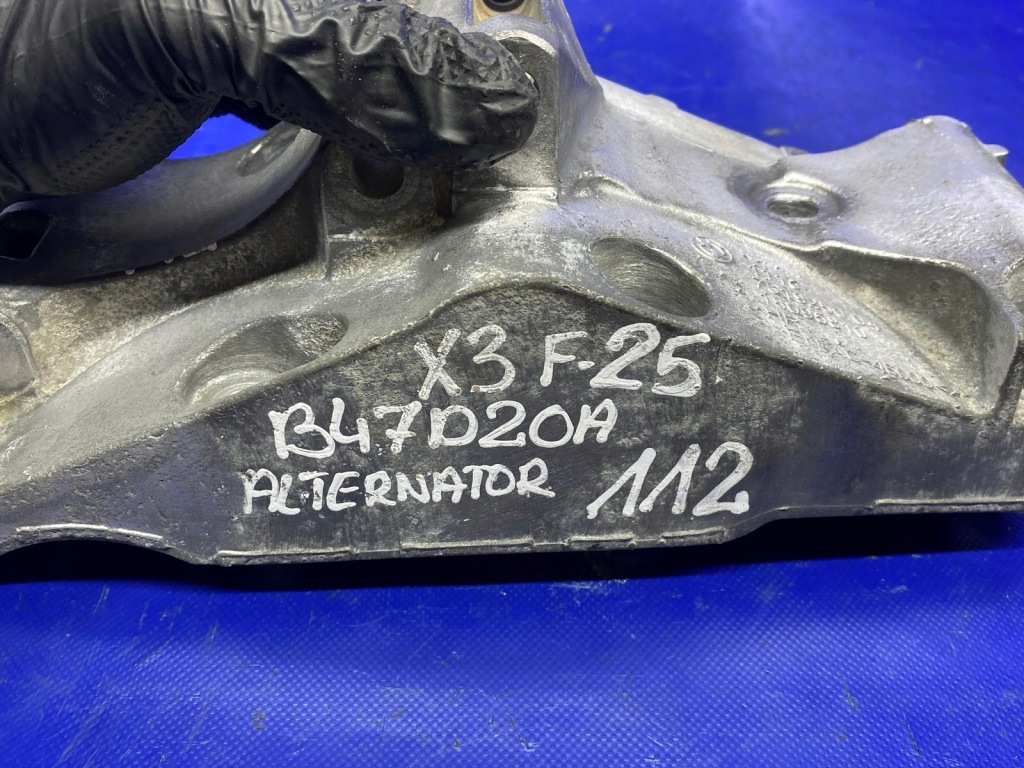 X3 F.25
B47D20A
ALTERNATOR 112